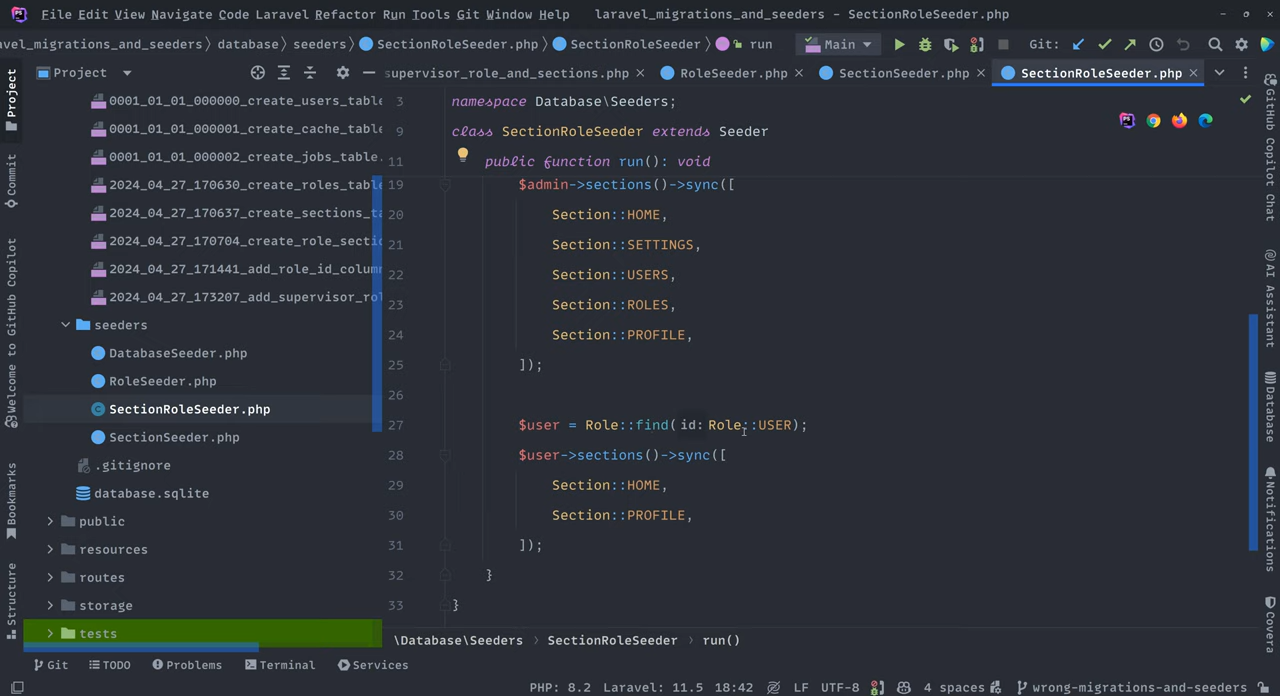 File Edit View Navigate Code Laravel Refactor Run Tools Git Window Help laravel_migrations_and_seeders – SectionRoleSeeder.php
avel_migrations_and_seeders 〉 database 〉 seeders 〉 SectionRoleSeeder.php 〉 SectionRoleSeeder 〉 run Main Git:
Project supervisor_role_and_sections.php × RoleSeeder.php × SectionSeeder.php × SectionRoleSeeder.php ×
0001_01_01_000000_create_users_table
0001_01_01_000001_create_cache_table
0001_01_01_000002_create_jobs_table.
2024_04_27_170630_create_roles_tabl
2024_04_27_170637_create_sections_ta
2024_04_27_170704_create_role_secti
2024_04_27_171441_add_role_id_colum
2024_04_27_173207_add_supervisor_rol
seeders
DatabaseSeeder.php
RoleSeeder.php
SectionRoleSeeder.php
SectionSeeder.php
.gitignore
database.sqlite
public
resources
routes
storage
tests
3 namespace Database\Seeders;
9 class SectionRoleSeeder extends Seeder
11 public function run(): void
19 $admin->sections()->sync([
20 Section::HOME,
21 Section::SETTINGS,
22 Section::USERS,
23 Section::ROLES,
24 Section::PROFILE,
25 ]);
26
27 $user = Role::find( id: Role::USER);
28 $user->sections()->sync([
29 Section::HOME,
30 Section::PROFILE,
31 ]);
32 }
33 }
\Database\Seeders 〉 SectionRoleSeeder 〉 run()
Project
Commit
Welcome to GitHub Copilot
Bookmarks
Structure
GitHub Copilot Chat
AI Assistant
Database
Notifications
Covera
Git TODO Problems Terminal Services
PHP: 8.2 Laravel: 11.5 18:42 LF UTF-8 4 spaces wrong-migrations-and-seeders